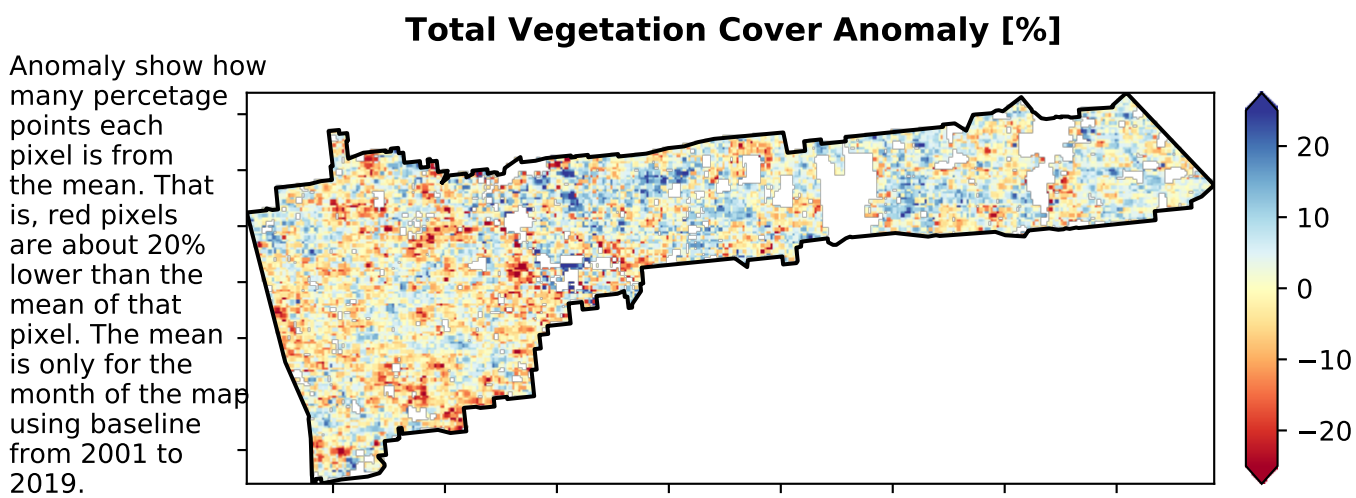 Total Vegetation Cover Anomaly [%]
Anomaly show how
many percetage
points each
pixel is from
the mean. That
is, red pixels
are about 20%
lower than the
mean of that
pixel. The mean
is only for the
month of the map
using baseline
from 2001 to
2019.
20
10
0
−10
−20